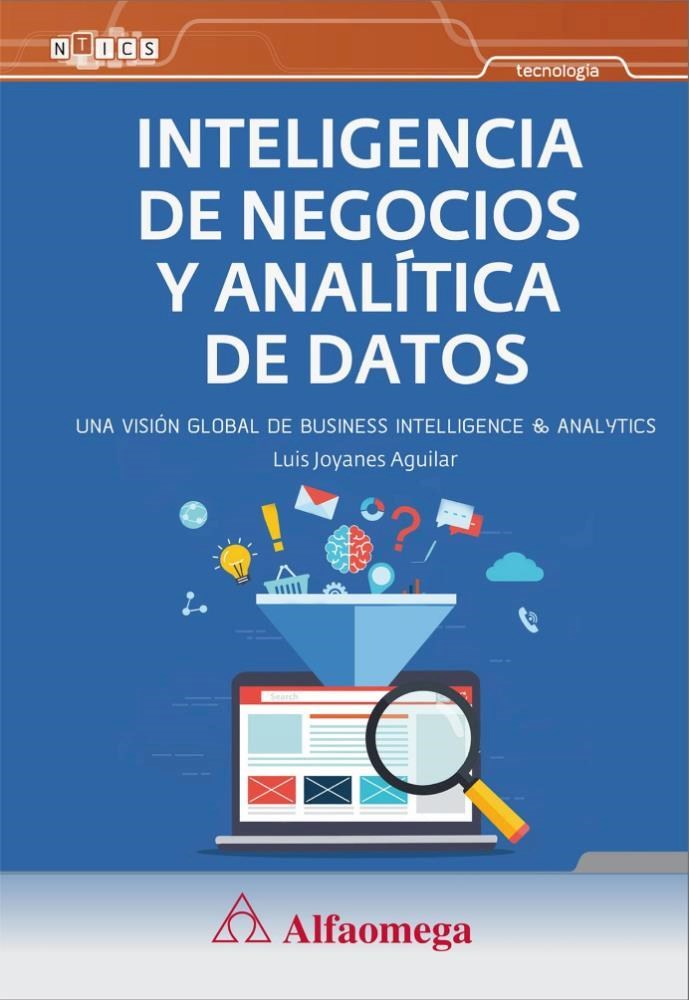 NTICS
tecnología
INTELIGENCIA
DE NEGOCIOS
Y ANALÍTICA
DE DATOS
UNA VISIÓN GLOBAL DE BUSINESS INTELLIGENCE & ANALYTICS
Luis Joyanes Aguilar
Search
Alfaomega